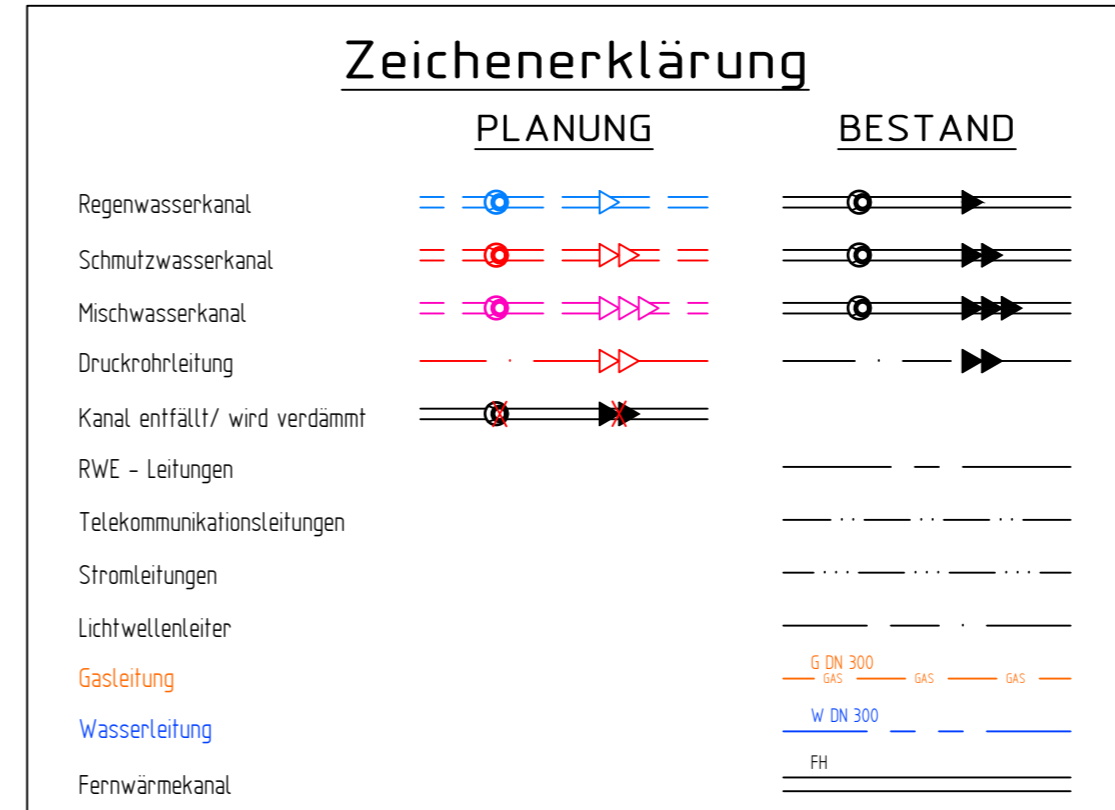 Zeichenerklärung
PLANUNG BESTAND
Regenwasserkanal
Schmutzwasserkanal
Mischwasserkanal
Druckrohrleitung
Kanal entfällt/ wird verdämmt
RWE - Leitungen
Telekommunikationsleitungen
Stromleitungen
Lichtwellenleiter
G DN 300
Gasleitung GAS GAS GAS
W DN 300
Wasserleitung
FH
Fernwärmekanal